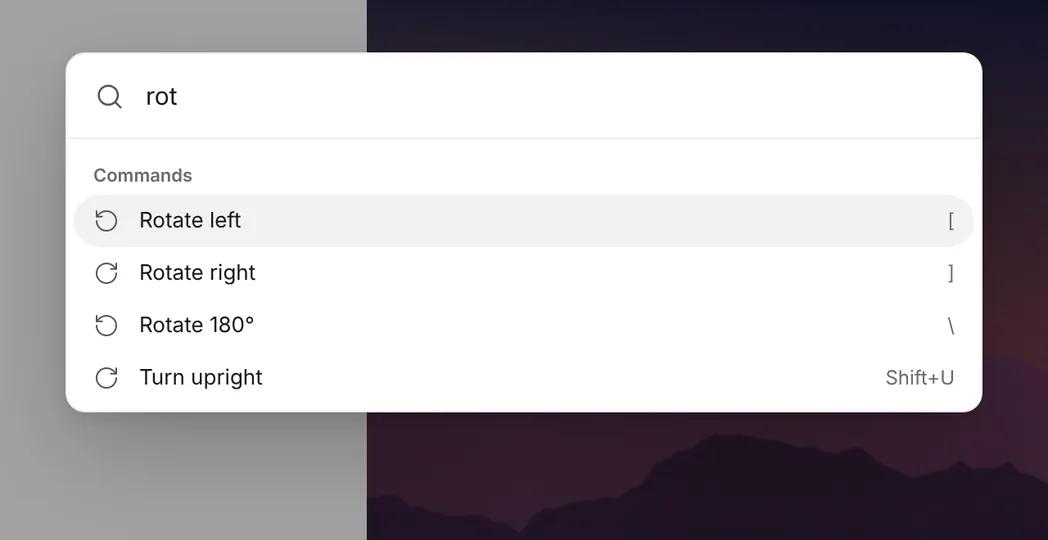 rot
Commands
Rotate left [
Rotate right ]
Rotate 180° \
Turn upright Shift+U